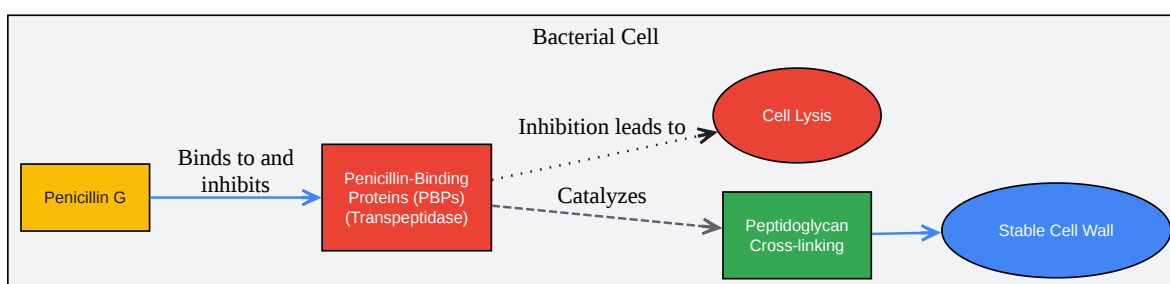 Bacterial Cell
Penicillin G
Binds to and
inhibits
Penicillin-Binding
Proteins (PBPs)
(Transpeptidase)
Inhibition leads to
Cell Lysis
Catalyzes
Peptidoglycan
Cross-linking
Stable Cell Wall